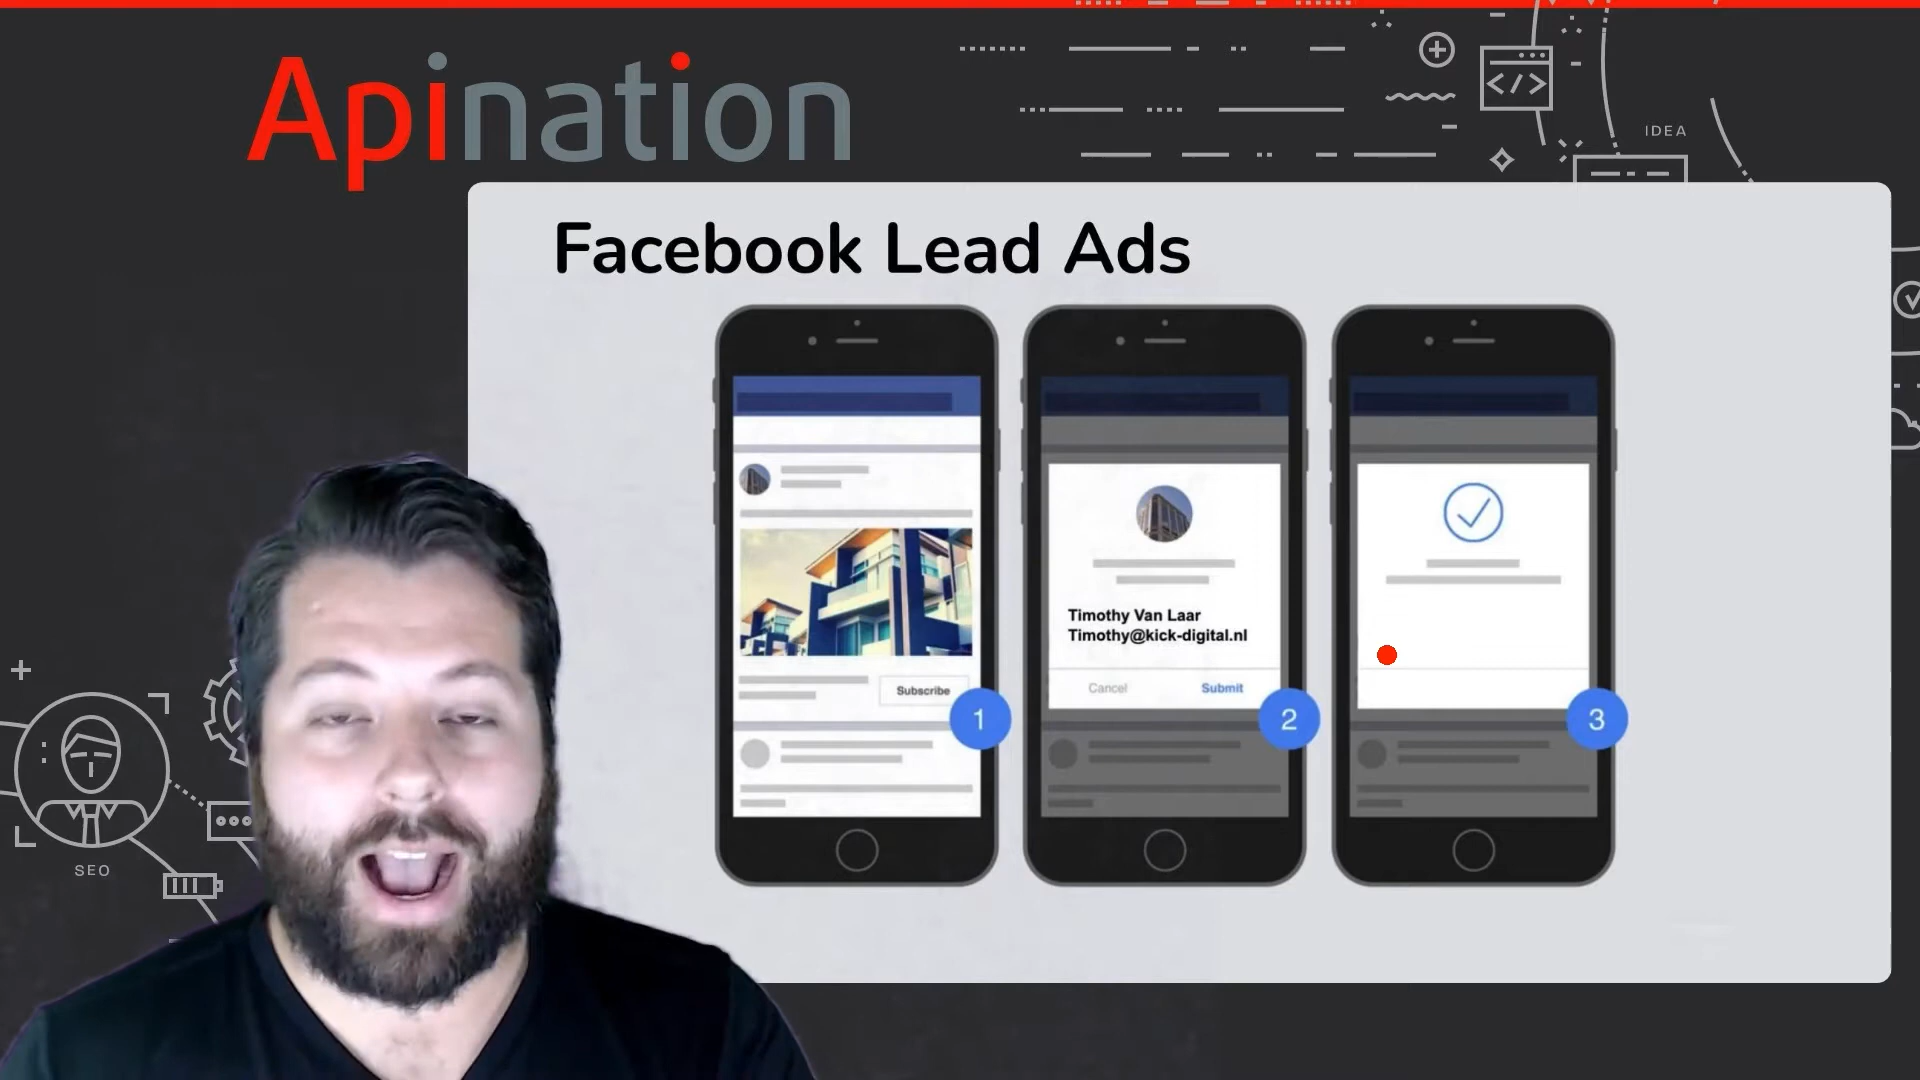 Apination
IDEA
Facebook Lead Ads
Timothy Van Laar
Timothy@kick-digital.nl
Subscribe
Cancel
Submit
1
2
3
SEO